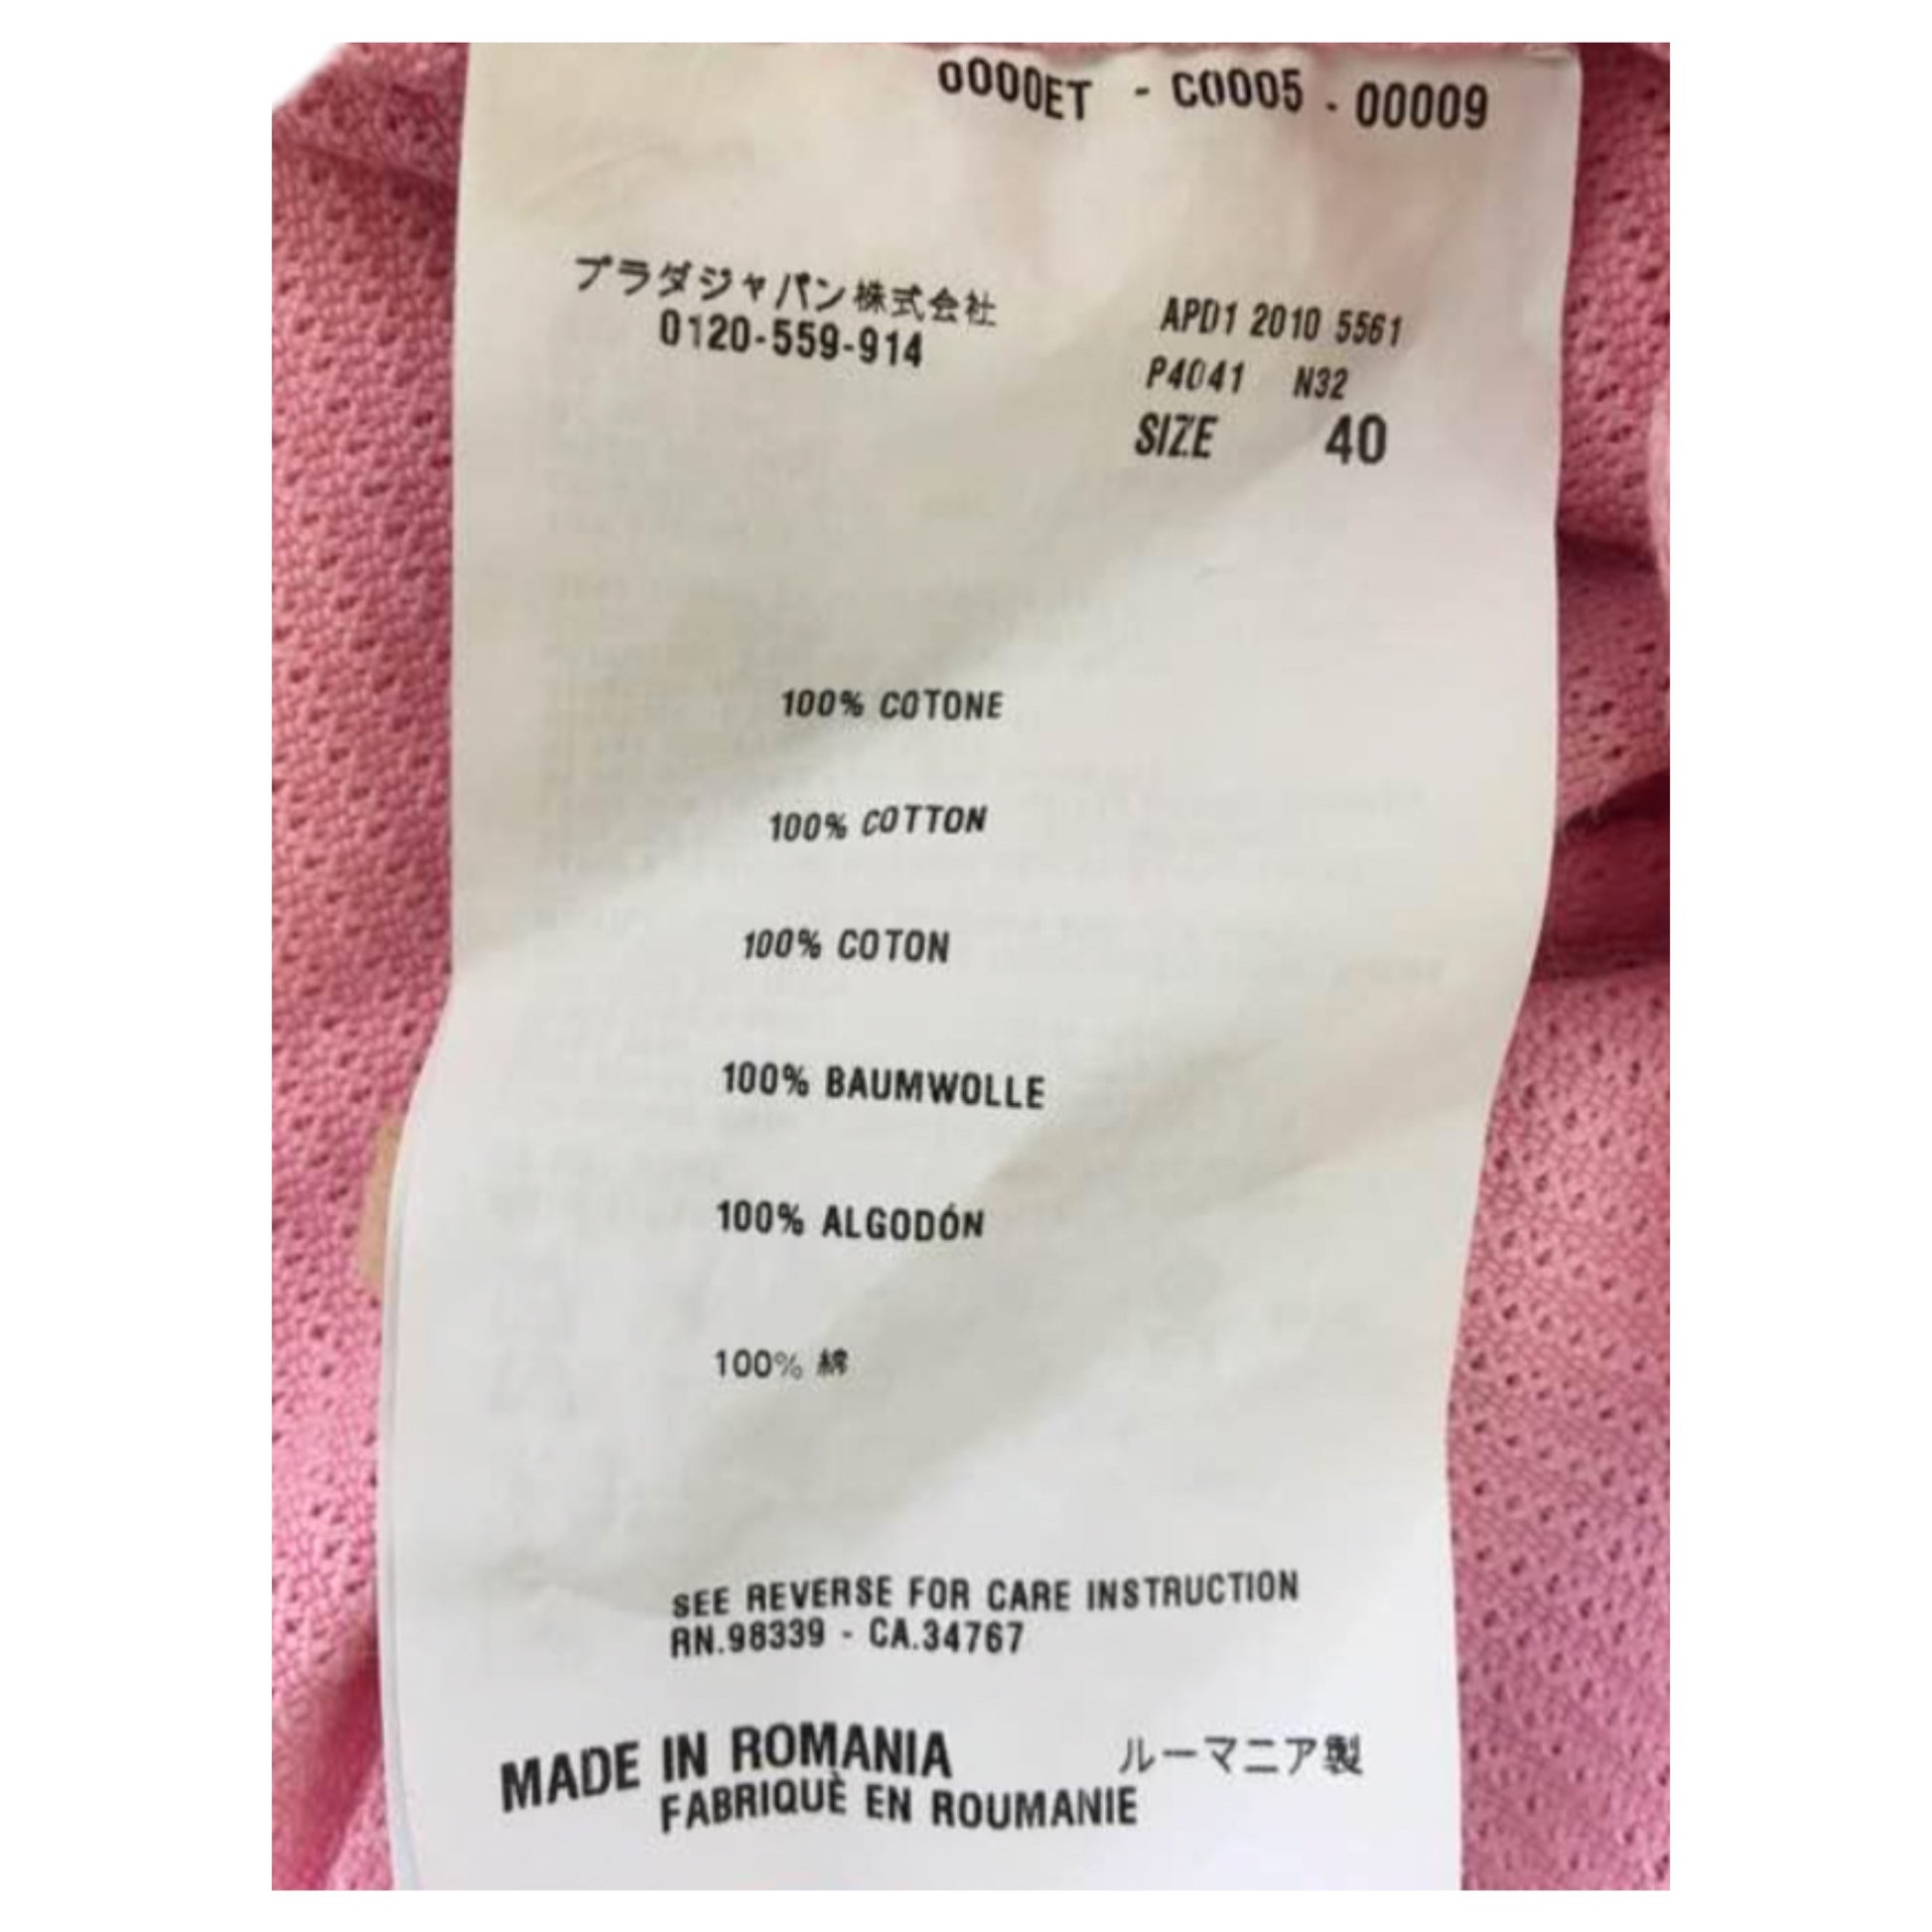 0000ET - C0005 - 00009
プラダジャパン株式会社
0120-559-914
APD1 2010 5561
P4041 N32
SIZE 40
100% COTONE
100% COTTON
100% COTON
100% BAUMWOLLE
100% ALGODÓN
100% 綿
SEE REVERSE FOR CARE INSTRUCTION
RN.98339 - CA.34767
MADE IN ROMANIA
ルーマニア製
FABRIQUÈ EN ROUMANIE